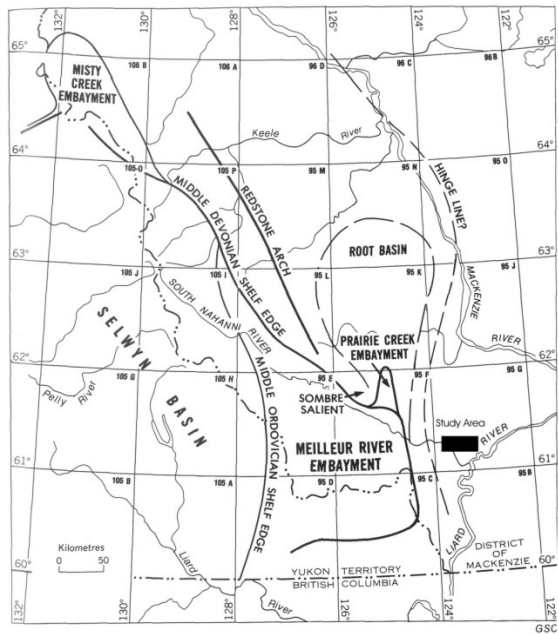 132°
130°
128°
126°
124°
122°
65°
65°
106 B
106 A
96 D
96 C
96 B
MISTY
CREEK
EMBAYMENT
Keele River
64°
64°
105-O
105 P
95 M
95 N
95 O
MIDDLE DEVONIAN SHELF EDGE
REDSTONE ARCH
HINGE LINE?
ROOT BASIN
63°
63°
105 J
105 I
95 L
95 K
95 J
MACKENZIE
RIVER
SOUTH NAHANNI RIVER
SELWYN
BASIN
PRAIRIE CREEK
EMBAYMENT
62°
62°
105 G
105 H
95 E
95 F
95 G
Pelly River
SOMBRE
SALIENT
Study Area
RIVER
MIDDLE ORDOVICIAN SHELF EDGE
MEILLEUR RIVER
EMBAYMENT
61°
61°
105 B
105 A
95 D
95 C
95 B
Kilometres
0 50
LIARD
DISTRICT
OF
MACKENZIE
60°
60°
YUKON TERRITORY
BRITISH COLUMBIA
Liard
River
132°
130°
128°
126°
124°
122°
GSC